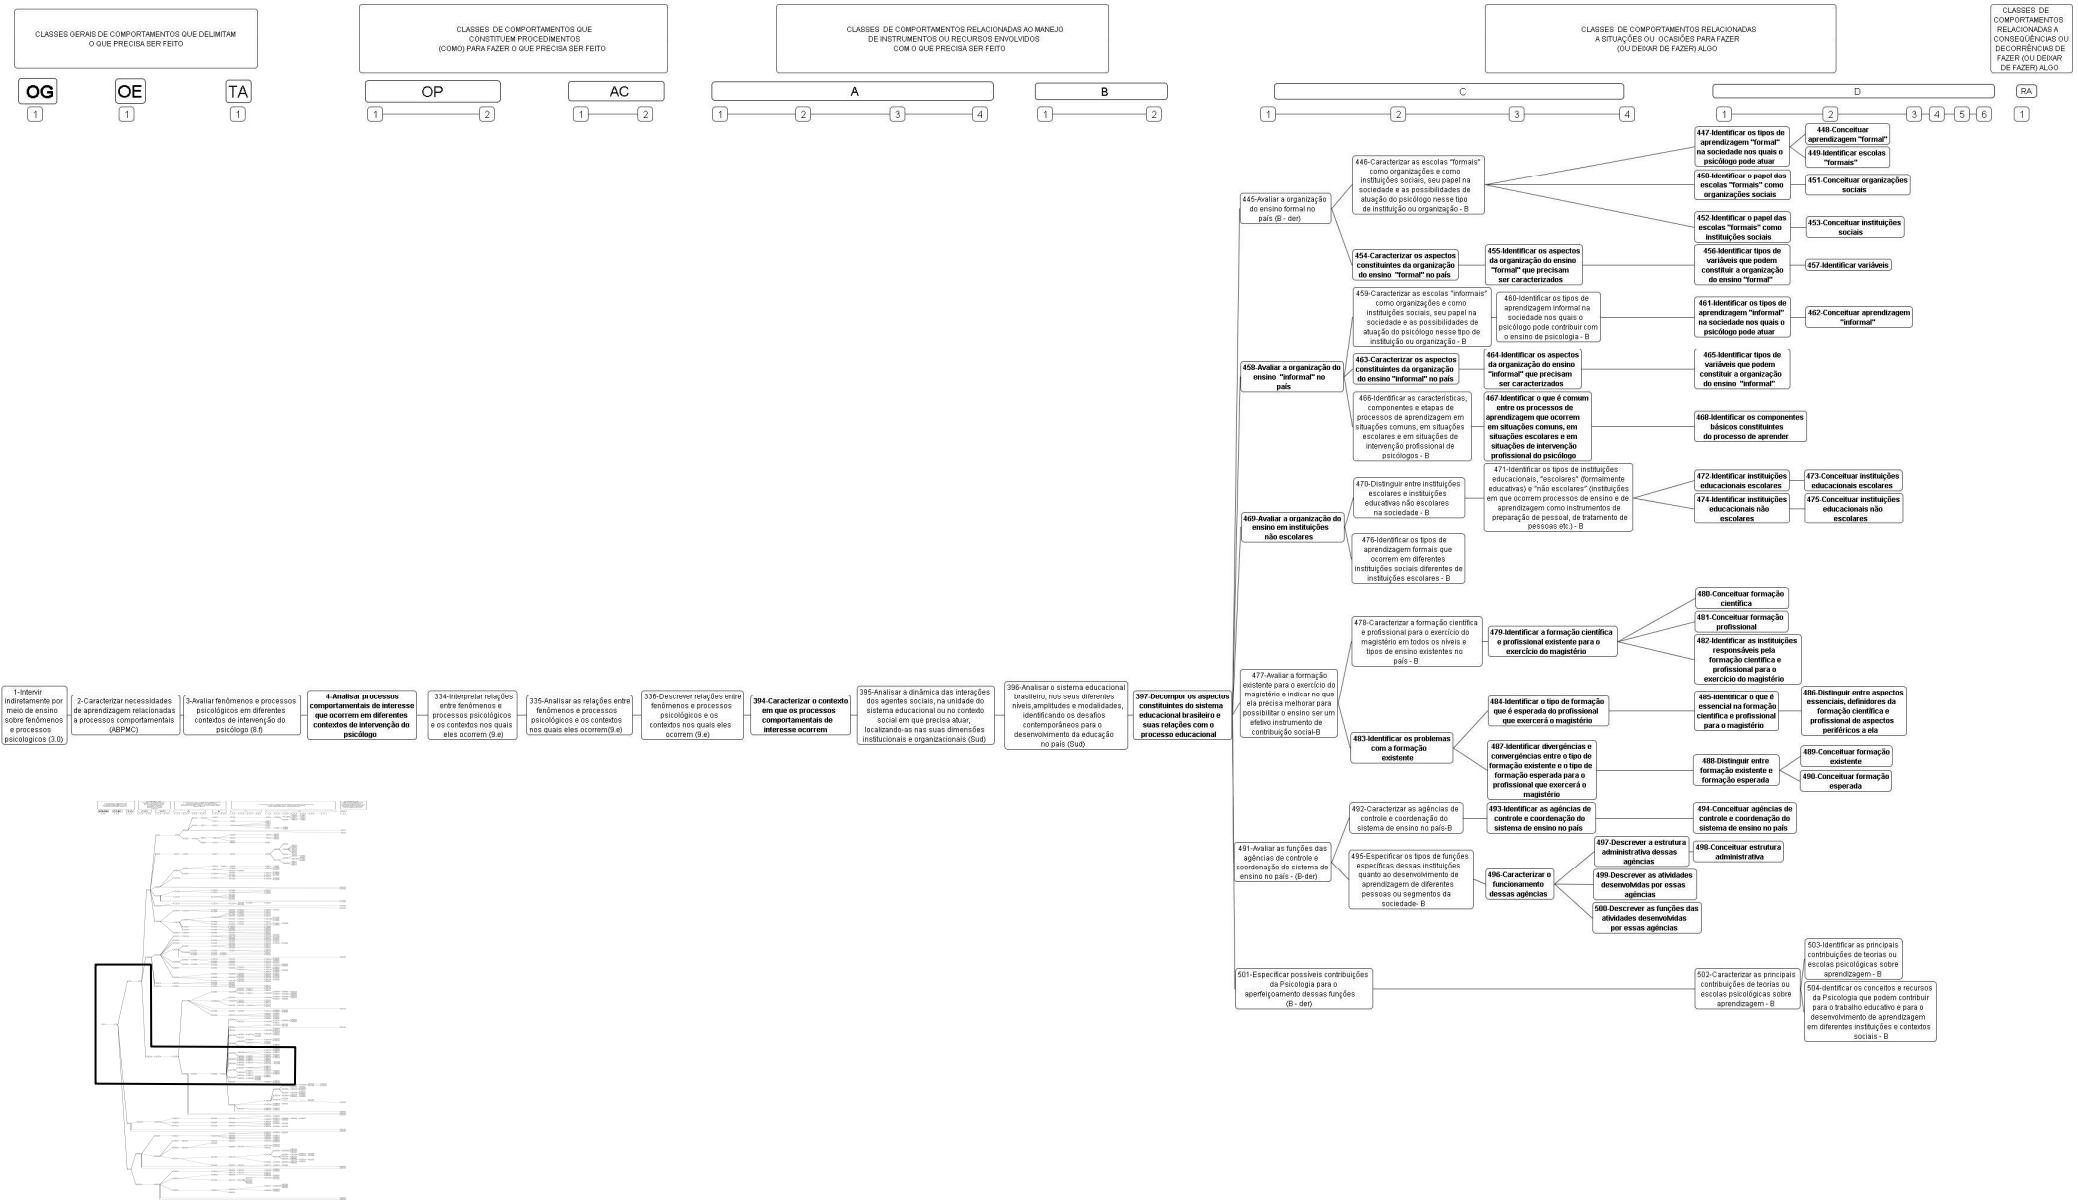 CLASSES GERAIS DE COMPORTAMENTOS QUE DELIMITAM
O QUE PRECISA SER FEITO
CLASSES DE COMPORTAMENTOS QUE
CONSTITUEM PROCEDIMENTOS
(COMO) PARA FAZER O QUE PRECISA SER FEITO
CLASSES DE COMPORTAMENTOS RELACIONADAS AO MANEJO
DE INSTRUMENTOS OU RECURSOS ENVOLVIDOS
COM O QUE PRECISA SER FEITO
CLASSES DE COMPORTAMENTOS RELACIONADAS
A SITUAÇÕES OU OCASIÕES PARA FAZER
(OU DEIXAR DE FAZER) ALGO
CLASSES DE
COMPORTAMENTOS
RELACIONADAS A
CONSEQÜÊNCIAS OU
DECORRÊNCIAS DE
FAZER (OU DEIXAR
DE FAZER) ALGO
OG
OE
TA
OP
AC
A
B
C
D
RA
1
1
1
1
2
1
2
1
2
3
4
1
2
1
2
3
4
1
2
3
4
5
6
1
445-Avaliar a organização
do ensino formal no
país (B - der)
446-Caracterizar as escolas "formais"
como organizações e como
instituições sociais, seu papel na
sociedade e as possibilidades de
atuação do psicólogo nesse tipo
de instituição ou organização - B
447-Identificar os tipos de
aprendizagem "formal"
na sociedade nos quais o
psicólogo pode atuar
448-Conceituar
aprendizagem "formal"
449-Identificar escolas
"formais"
450-Identificar o papel das
escolas "formais" como
organizações sociais
451-Conceituar organizações
sociais
452-Identificar o papel das
escolas "formais" como
instituições sociais
453-Conceituar instituições
sociais
454-Caracterizar os aspectos
constituintes da organização
do ensino "formal" no país
455-Identificar os aspectos
da organização do ensino
"formal" que precisam
ser caracterizados
456-Identificar tipos de
variáveis que podem
constituir a organização
do ensino "formal"
457-Identificar variáveis
458-Avaliar a organização do
ensino "informal" no
país
459-Caracterizar as escolas "informais"
como organizações e como
instituições sociais, seu papel na
sociedade e as possibilidades de
atuação do psicólogo nesse tipo de
instituição ou organização - B
460-Identificar os tipos de
aprendizagem informal na
sociedade nos quais o
psicólogo pode contribuir com
o ensino de psicologia - B
461-Identificar os tipos de
aprendizagem "informal"
na sociedade nos quais o
psicólogo pode atuar
462-Conceituar aprendizagem
"informal"
463-Caracterizar os aspectos
constituintes da organização
do ensino "informal" no país
464-Identificar os aspectos
da organização do ensino
"informal" que precisam
ser caracterizados
465-Identificar tipos de
variáveis que podem
constituir a organização
do ensino "informal"
466-Identificar as características,
componentes e etapas de
processos de aprendizagem em
situações comuns, em situações
escolares e em situações de
intervenção profissional de
psicólogos - B
467-Identificar o que é comum
entre os processos de
aprendizagem que ocorrem
em situações comuns, em
situações escolares e em
situações de intervenção
profissional do psicólogo
468-Identificar os componentes
básicos constituintes
do processo de aprender
469-Avaliar a organização do
ensino em instituições
não escolares
470-Distinguir entre instituições
escolares e instituições
educativas não escolares
na sociedade - B
471-Identificar os tipos de instituições
educacionais, "escolares" (formalmente
educativas) e "não escolares" (instituições
em que ocorrem processos de ensino e de
aprendizagem como instrumentos de
preparação de pessoal, de tratamento de
pessoas etc.) - B
472-Identificar instituições
educacionais escolares
473-Conceituar instituições
educacionais escolares
474-Identificar instituições
educacionais não
escolares
475-Conceituar instituições
educacionais não
escolares
476-Identificar os tipos de
aprendizagem formais que
ocorrem em diferentes
instituições sociais diferentes de
instituições escolares - B
477-Avaliar a formação
existente para o exercício do
magistério e indicar no que
ela precisa melhorar para
possibilitar o ensino ser um
efetivo instrumento de
contribuição social-B
478-Caracterizar a formação científica
e profissional para o exercício do
magistério em todos os níveis e
tipos de ensino existentes no
país - B
479-Identificar a formação científica
e profissional existente para o
exercício do magistério
480-Conceituar formação
científica
481-Conceituar formação
profissional
482-Identificar as instituições
responsáveis pela
formação científica e
profissional para o
exercício do magistério
483-Identificar os problemas
com a formação
existente
484-Identificar o tipo de formação
que é esperada do profissional
que exercerá o magistério
485-Identificar o que é
essencial na formação
científica e profissional
para o magistério
486-Distinguir entre aspectos
essenciais, definidores da
formação científica e
profissional de aspectos
periféricos a ela
487-Identificar divergências e
convergências entre o tipo de
formação existente e o tipo de
formação esperada para o
profissional que exercerá o
magistério
488-Distinguir entre
formação existente e
formação esperada
489-Conceituar formação
existente
490-Conceituar formação
esperada
1-Intervir
indiretamente por
meio de ensino
sobre fenômenos
e processos
psicológicos (3.0)
2-Caracterizar necessidades
de aprendizagem relacionadas
a processos comportamentais
(ABPMC)
3-Avaliar fenômenos e processos
psicológicos em diferentes
contextos de intervenção do
psicólogo (8.f)
4-Analisar processos
comportamentais de interesse
que ocorrem em diferentes
contextos de intervenção do
psicólogo
334-Interpretar relações
entre fenômenos e
processos psicológicos
e os contextos nos quais
eles ocorrem (9.e)
335-Analisar as relações entre
fenômenos e processos
psicológicos e os contextos
nos quais eles ocorrem(9.e)
336-Descrever relações entre
fenômenos e processos
psicológicos e os
contextos nos quais eles
ocorrem (9.e)
394-Caracterizar o contexto
em que os processos
comportamentais de
interesse ocorrem
395-Analisar a dinâmica das interações
dos agentes sociais, na unidade do
sistema educacional ou no contexto
social em que precisa atuar,
localizando-as nas suas dimensões
institucionais e organizacionais (Sud)
396-Analisar o sistema educacional
brasileiro, nos seus diferentes
níveis,amplitudes e modalidades,
identificando os desafios
contemporâneos para o
desenvolvimento da educação
no país (Sud)
397-Decompor os aspectos
constituintes do sistema
educacional brasileiro e
suas relações com o
processo educacional
491-Avaliar as funções das
agências de controle e
coordenação do sistema de
ensino no país - (B-der)
492-Caracterizar as agências de
controle e coordenação do
sistema de ensino no país-B
493-Identificar as agências de
controle e coordenação do
sistema de ensino no país
494-Conceituar agências de
controle e coordenação do
sistema de ensino no país
495-Especificar os tipos de funções
específicas dessas instituições
quanto ao desenvolvimento de
aprendizagem de diferentes
pessoas ou segmentos da
sociedade- B
496-Caracterizar o
funcionamento
dessas agências
497-Descrever a estrutura
administrativa dessas
agências
498-Conceituar estrutura
administrativa
499-Descrever as atividades
desenvolvidas por essas
agências
500-Descrever as funções das
atividades desenvolvidas
por essas agências
501-Especificar possíveis contribuições
da Psicologia para o
aperfeiçoamento dessas funções
(B - der)
502-Caracterizar as principais
contribuições de teorias ou
escolas psicológicas sobre
aprendizagem - B
503-Identificar as principais
contribuições de teorias ou
escolas psicológicas sobre
aprendizagem - B
504-dentificar os conceitos e recursos
da Psicologia que podem contribuir
para o trabalho educativo e para o
desenvolvimento de aprendizagem
em diferentes instituições e contextos
sociais - B